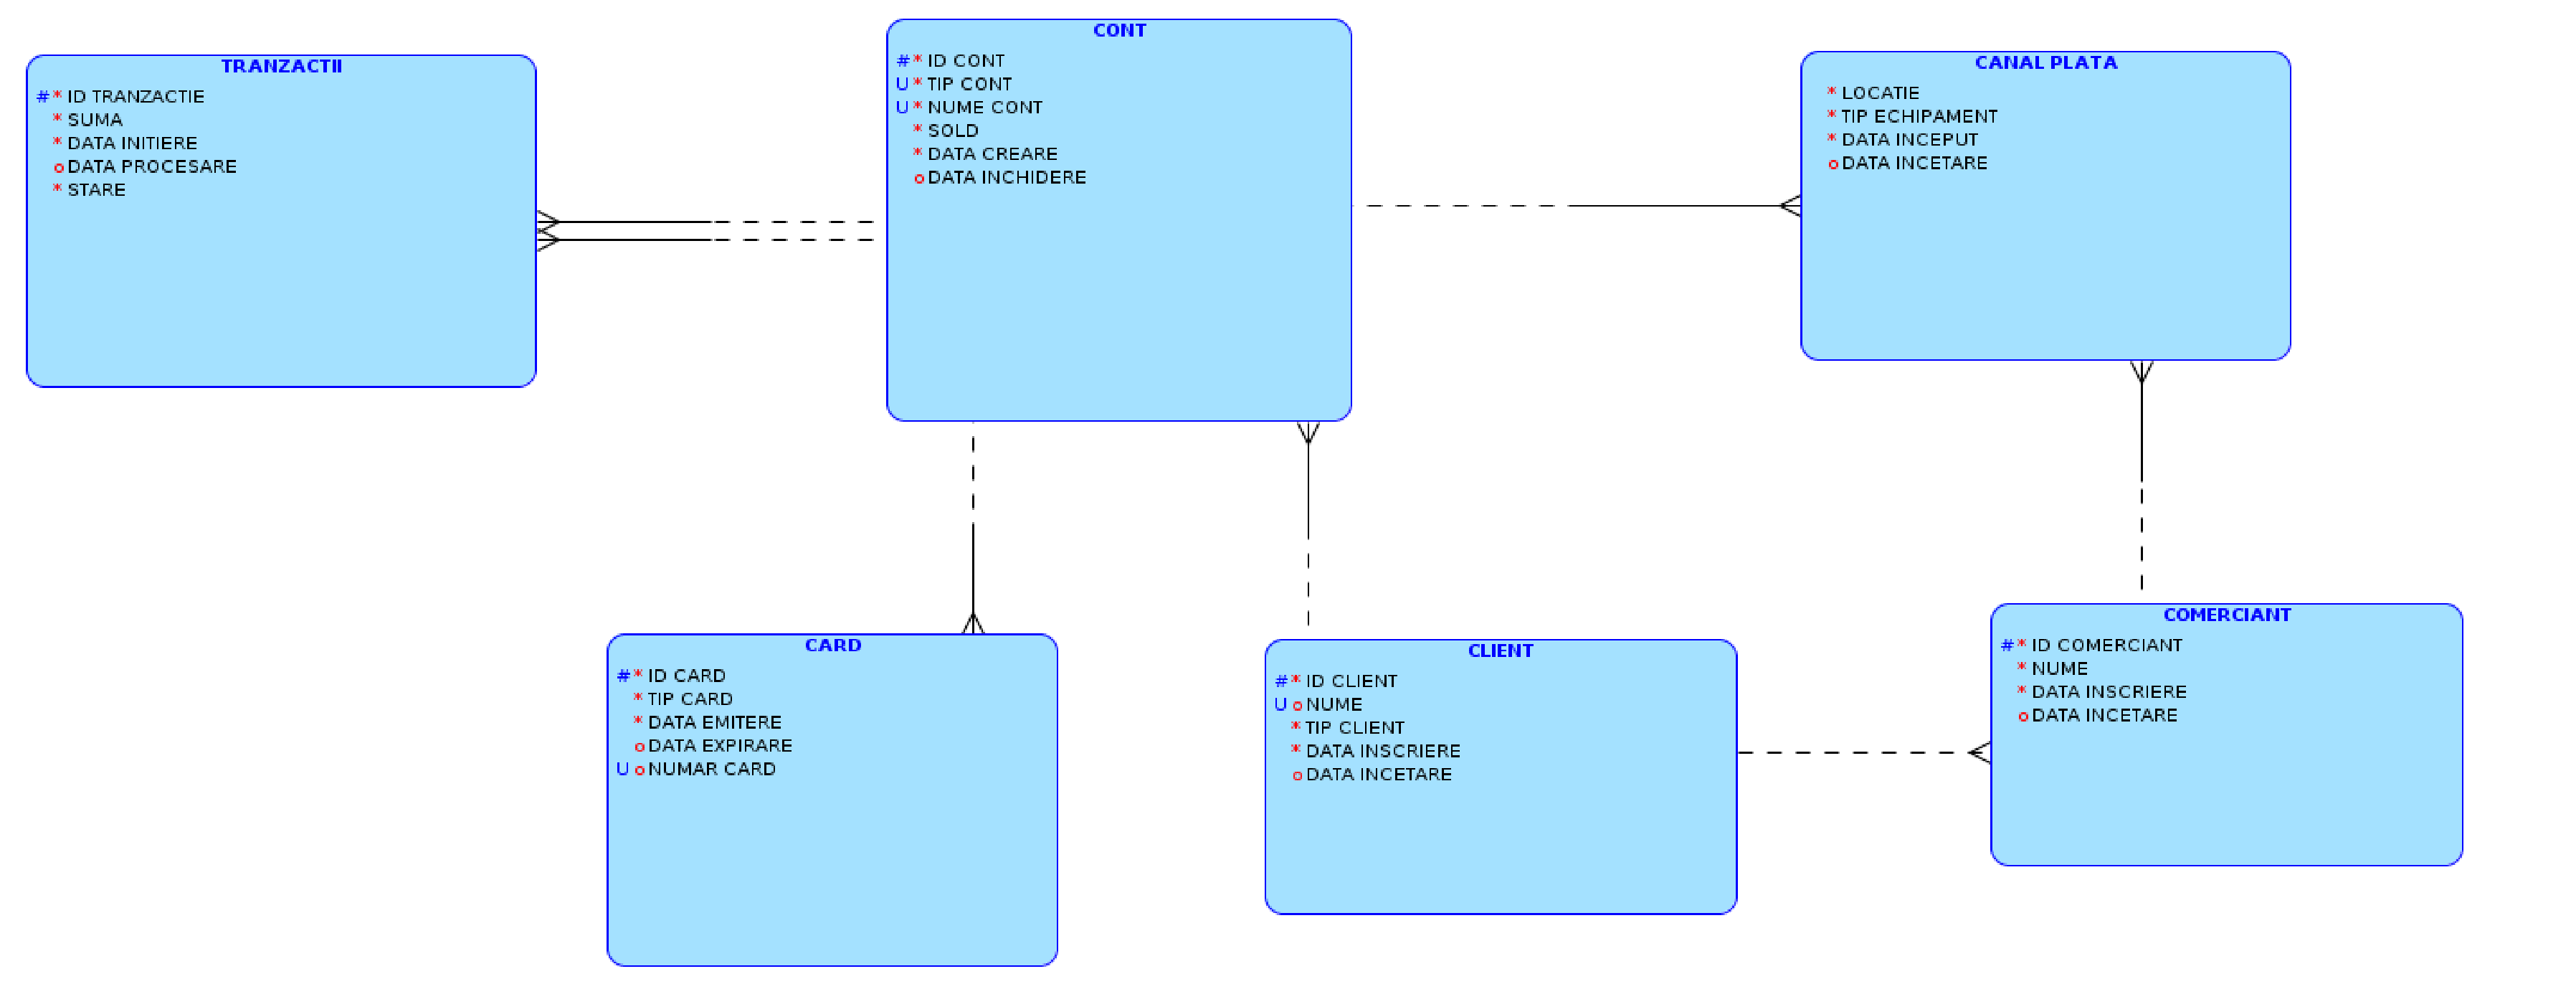 TRANZACTII
#* ID TRANZACTIE
* SUMA
* DATA INITIERE
o DATA PROCESARE
* STARE
CONT
#* ID CONT
U * TIP CONT
U * NUME CONT
* SOLD
* DATA CREARE
o DATA INCHIDERE
CANAL PLATA
* LOCATIE
* TIP ECHIPAMENT
* DATA INCEPUT
o DATA INCETARE
CARD
#* ID CARD
* TIP CARD
* DATA EMITERE
o DATA EXPIRARE
U o NUMAR CARD
CLIENT
#* ID CLIENT
U o NUME
* TIP CLIENT
* DATA INSCRIERE
o DATA INCETARE
COMERCIANT
#* ID COMERCIANT
* NUME
* DATA INSCRIERE
o DATA INCETARE